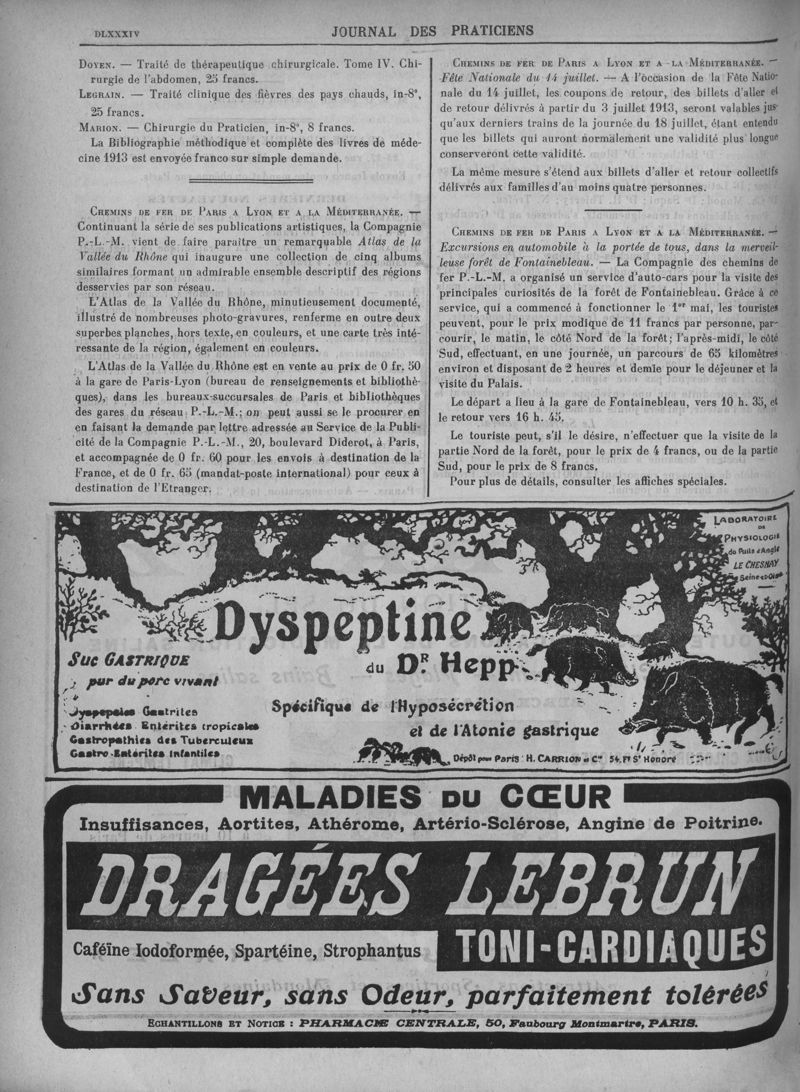 DLXXXIV
JOURNAL DES PRATICIENS
DOYEN. — Traité de thérapeutique chirurgicale. Tome IV. Chi-
rurgie de l'abdomen, 25 francs.
LEGRAIN. — Traité clinique des fièvres des pays chauds, in-8°,
25 francs.
MARION. — Chirurgie du Praticien, in-8°, 8 francs.
La Bibliographie méthodique et complète des livres de méde-
cine 1913 est envoyée franco sur simple demande.
CHEMINS DE FER DE PARIS A LYON ET A LA MÉDITERRANÉE. —
Continuant la série de ses publications artistiques, la Compagnie
P.-L.-M. vient de faire paraître un remarquable Atlas de la
Vallée du Rhône qui inaugure une collection de cinq albums
similaires formant un admirable ensemble descriptif des régions
desservies par son réseau.
L'Atlas de la Vallée du Rhône, minutieusement documenté,
illustré de nombreuses photo-gravures, renferme en outre deux
superbes planches, hors texte, en couleurs, et une carte très inté-
ressante de la région, également en couleurs.
L'Atlas de la Vallée du Rhône est en vente au prix de 0 fr. 50
à la gare de Paris-Lyon (bureau de renseignements et bibliothè-
ques), dans les bureaux-succursales de Paris et bibliothèques
des gares du réseau P.-L.-M.; on peut aussi se le procurer en
en faisant la demande par lettre adressée au Service de la Publi-
cité de la Compagnie P.-L.-M., 20, boulevard Diderot, à Paris,
et accompagnée de 0 fr. 60 pour les envois à destination de la
France, et de 0 fr. 65 (mandat-poste international) pour ceux à
destination de l'Etranger.
CHEMINS DE FER DE PARIS A LYON ET A LA MÉDITERRANÉE. —
Fête Nationale du 14 juillet. — A l'occasion de la Fête Natio-
nale du 14 juillet, les coupons de retour, des billets d'aller et
de retour délivrés à partir du 3 juillet 1913, seront valables jus-
qu'aux derniers trains de la journée du 18 juillet, étant entendu
que les billets qui auront normalement une validité plus longue
conserveront cette validité.
La même mesure s'étend aux billets d'aller et retour collectifs
délivrés aux familles d'au moins quatre personnes.
CHEMINS DE FER DE PARIS A LYON ET A LA MÉDITERRANÉE. —
Excursions en automobile à la portée de tous, dans la merveil-
leuse forêt de Fontainebleau. — La Compagnie des chemins de
fer P.-L.-M. a organisé un service d'auto-cars pour la visite des
principales curiosités de la forêt de Fontainebleau. Grâce à ce
service, qui a commencé à fonctionner le 1er mai, les touristes
peuvent, pour le prix modique de 11 francs par personne, par-
courir, le matin, le côté Nord de la forêt; l'après-midi, le côté
Sud, effectuant, en une journée, un parcours de 65 kilomètres
environ et disposant de 2 heures et demie pour le déjeuner et la
visite du Palais.
Le départ a lieu à la gare de Fontainebleau, vers 10 h. 35, et
le retour vers 16 h. 45.
Le touriste peut, s'il le désire, n'effectuer que la visite de la
partie Nord de la forêt, pour le prix de 4 francs, ou de la partie
Sud, pour le prix de 8 francs.
Pour plus de détails, consulter les affiches spéciales.
LABORATOIRE
DE
PHYSIOLOGIE
du Puits d'Angle
LE CHESNAY
Seine et Oise
Dyspeptine
du Dr Hepp
SUC GASTRIQUE
pur du porc vivant
Spécifique de l'Hyposécrétion
et de l'Atonie gastrique
Dyspepsies Gastrites
Diarrhées Entérites tropicales
Gastropathies des Tuberculeux
Gastro-Entérites Infantiles
Dépôt pour Paris: H. CARRION et Cie 54, Fg St Honoré
MALADIES DU CŒUR
Insuffisances, Aortites, Athérome, Artério-Sclérose, Angine de Poitrine.
DRAGÉES LEBRUN
Caféïne Iodoformée, Spartéine, Strophantus
TONI-CARDIAQUES
Sans Saveur, sans Odeur, parfaitement tolérées
ECHANTILLONS ET NOTICE : PHARMACIE CENTRALE, 50, Faubourg Montmartre, PARIS.